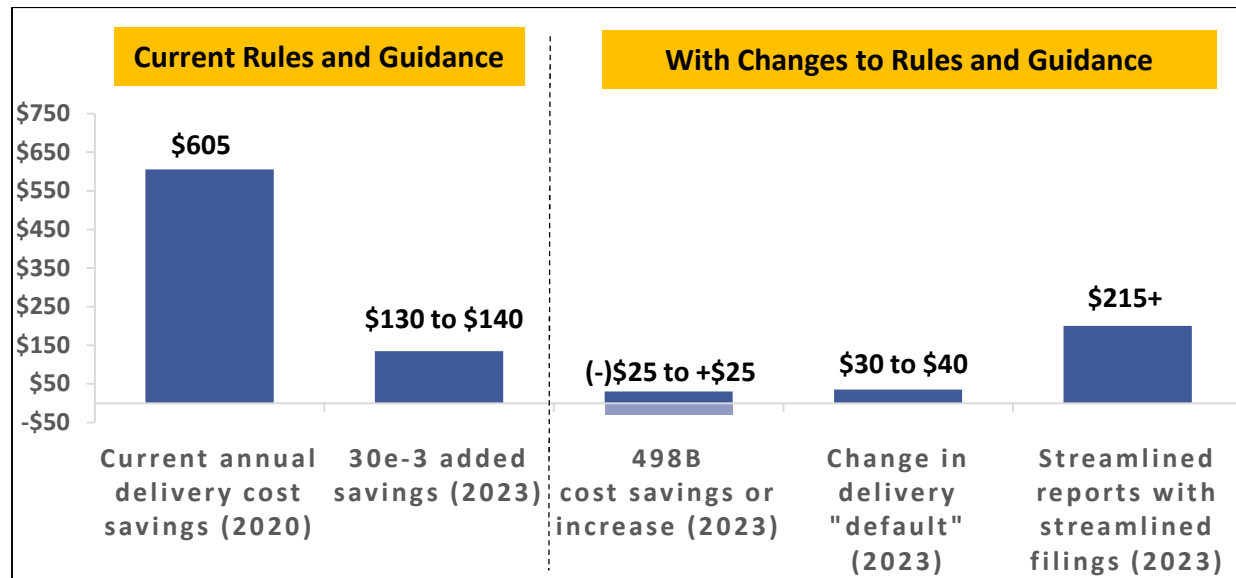 Current Rules and Guidance
With Changes to Rules and Guidance
$750
$650
$550
$450
$350
$250
$150
$50
-$50
$605
$130 to $140
(-)$25 to +$25
$30 to $40
$215+
Current annual
delivery cost
savings (2020)
30e-3 added
savings (2023)
498B
cost savings or
increase (2023)
Change in
delivery
"default"
(2023)
Streamlined
reports with
streamlined
filings (2023)